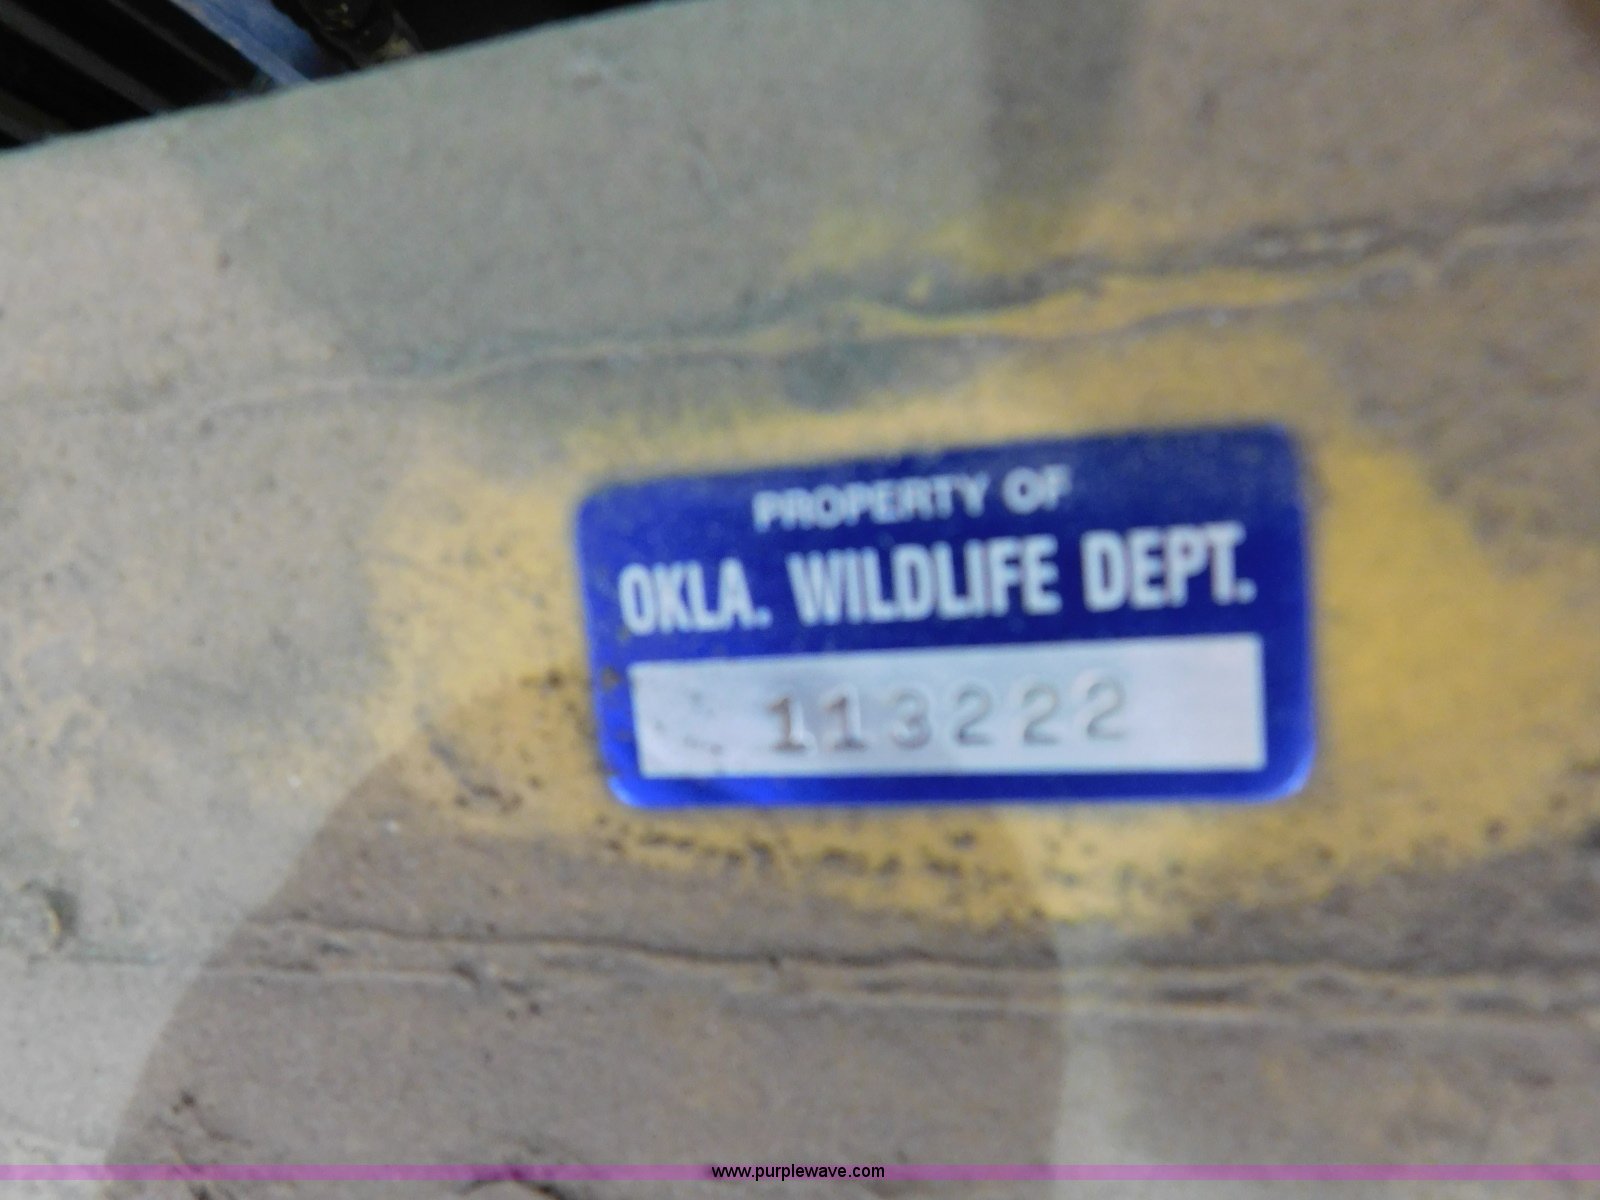 PROPERTY OF
OKLA. WILDLIFE DEPT.
113222
www.purplewave.com